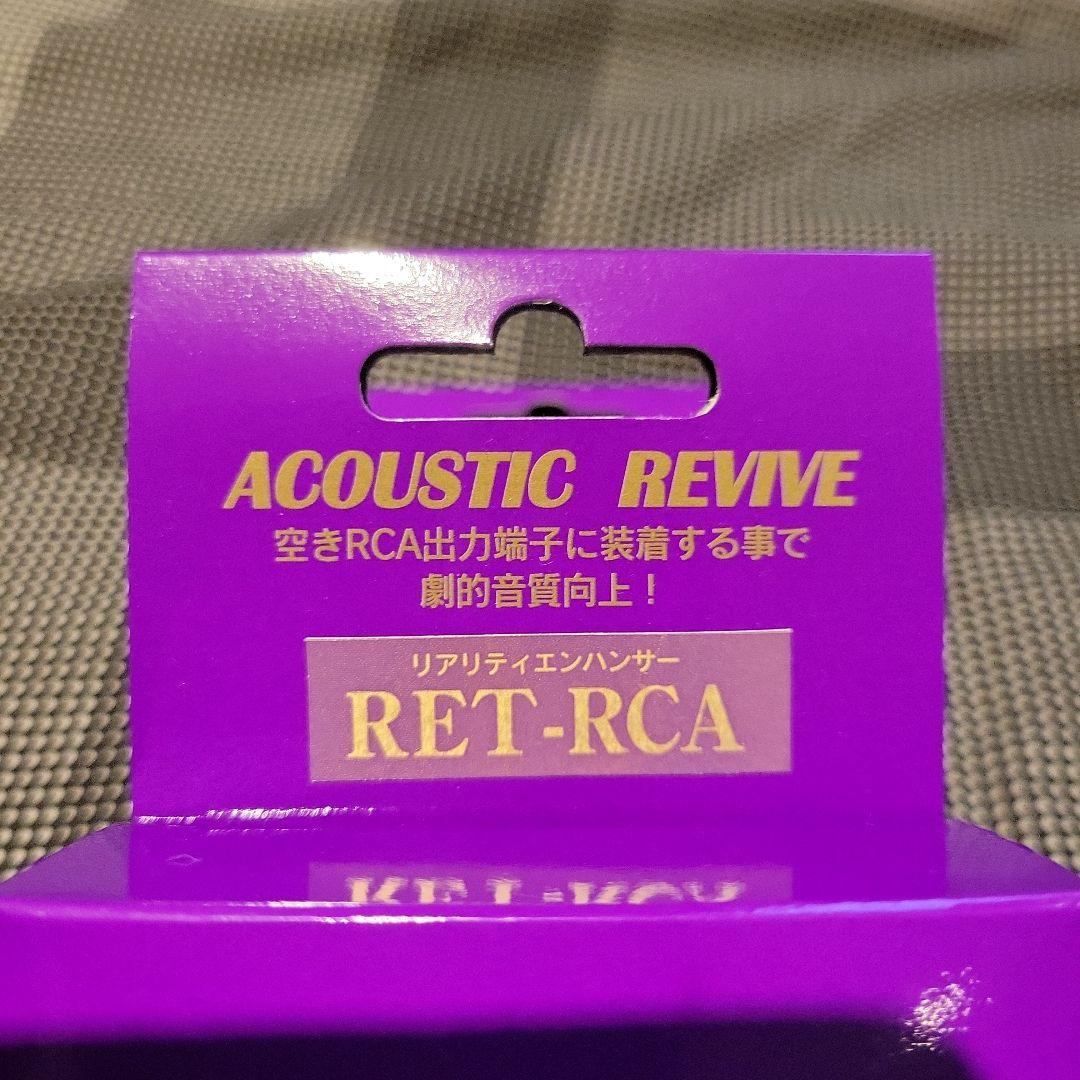 ACOUSTIC REVIVE
空きRCA出力端子に装着する事で
劇的音質向上！
リアリティエンハンサー
RET-RCA